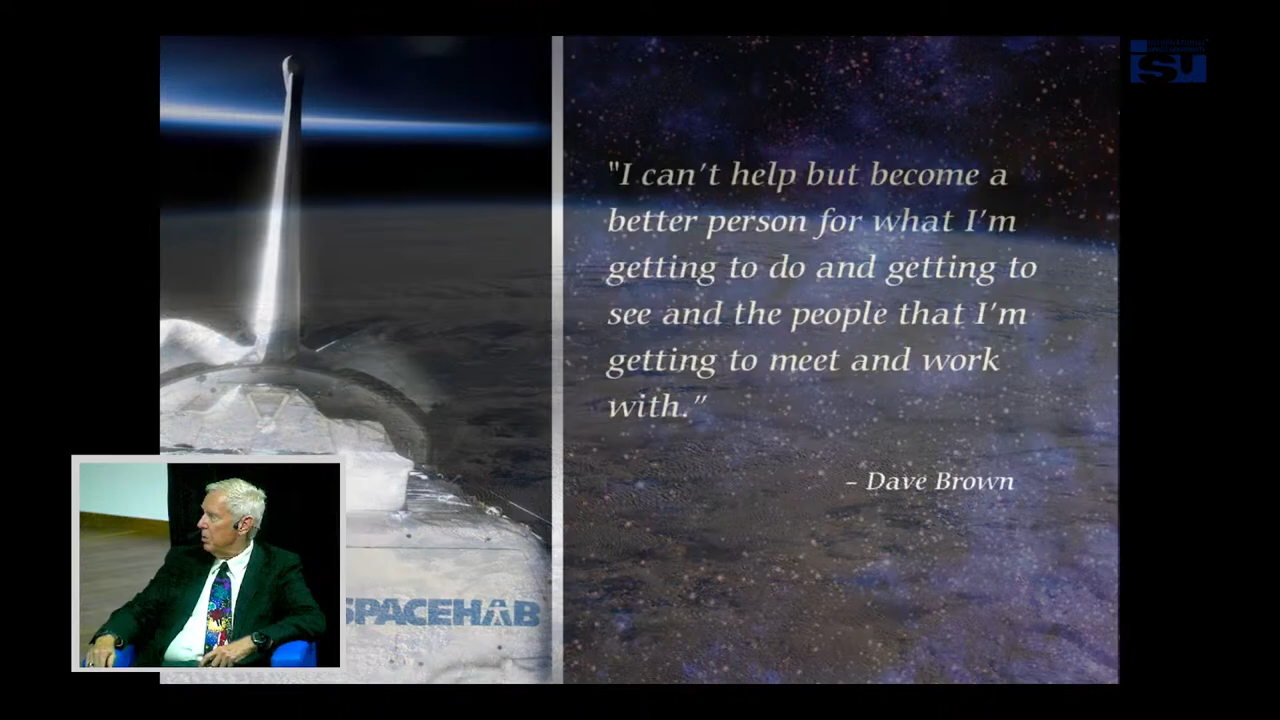 "I can't help but become a
better person for what I'm
getting to do and getting to
see and the people that I'm
getting to meet and work
with.”
– Dave Brown
SPACEHAB